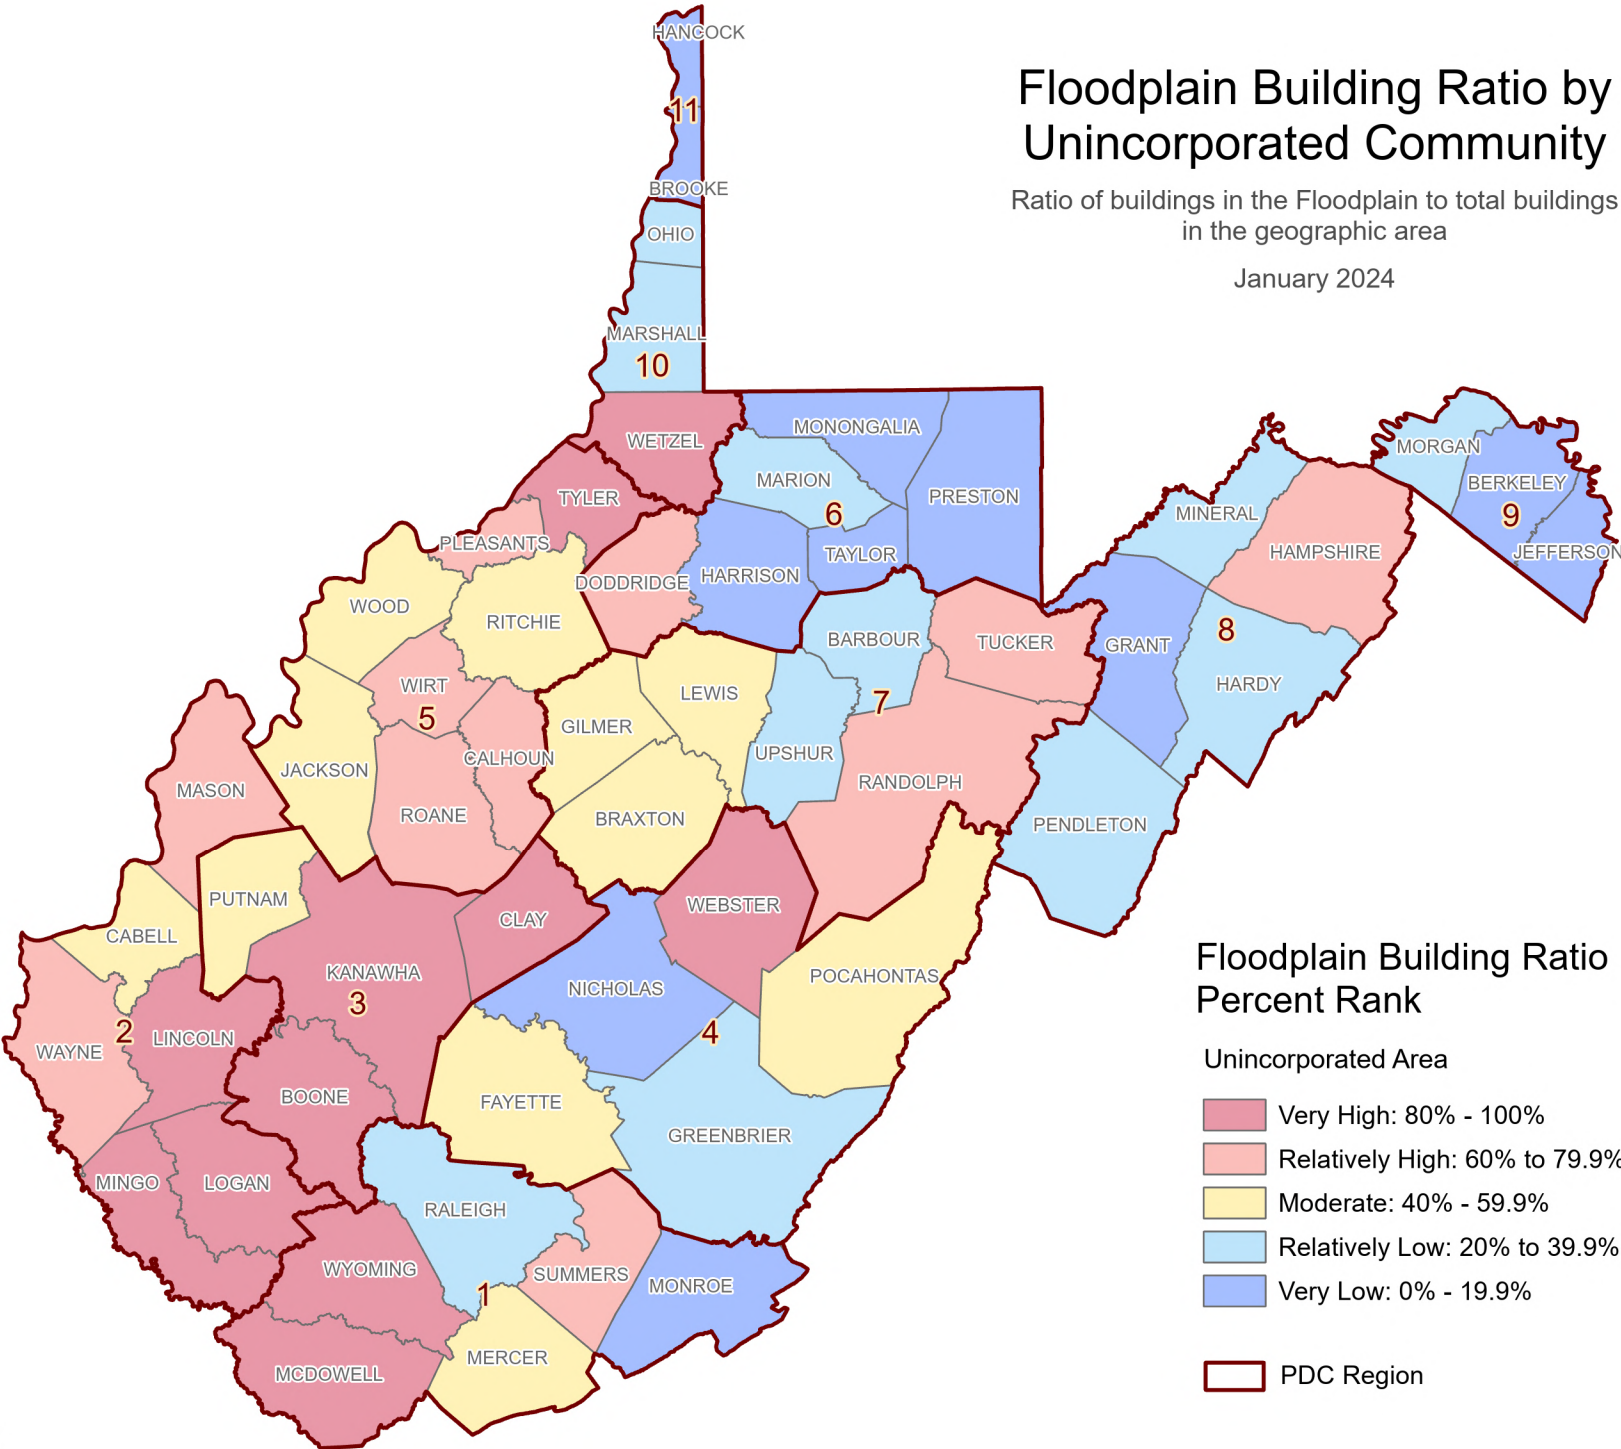 Floodplain Building Ratio by
Unincorporated Community
Ratio of buildings in the Floodplain to total buildings
in the geographic area
January 2024
HANCOCK
11
BROOKE
OHIO
MARSHALL
10
WETZEL
MONONGALIA
MARION
PRESTON
TYLER
6
PLEASANTS
TAYLOR
DODDRIDGE
HARRISON
MORGAN
BERKELEY
9
JEFFERSON
MINERAL
HAMPSHIRE
WOOD
RITCHIE
BARBOUR
TUCKER
GRANT
8
HARDY
WIRT
5
LEWIS
7
GILMER
CALHOUN
UPSHUR
JACKSON
RANDOLPH
MASON
ROANE
BRAXTON
PENDLETON
PUTNAM
CLAY
WEBSTER
CABELL
KANAWHA
3
NICHOLAS
POCAHONTAS
2
LINCOLN
4
WAYNE
BOONE
FAYETTE
GREENBRIER
MINGO
LOGAN
RALEIGH
WYOMING
1
SUMMERS
MONROE
MERCER
MCDOWELL
Floodplain Building Ratio
Percent Rank
Unincorporated Area
Very High: 80% - 100%
Relatively High: 60% to 79.9%
Moderate: 40% - 59.9%
Relatively Low: 20% to 39.9%
Very Low: 0% - 19.9%
PDC Region